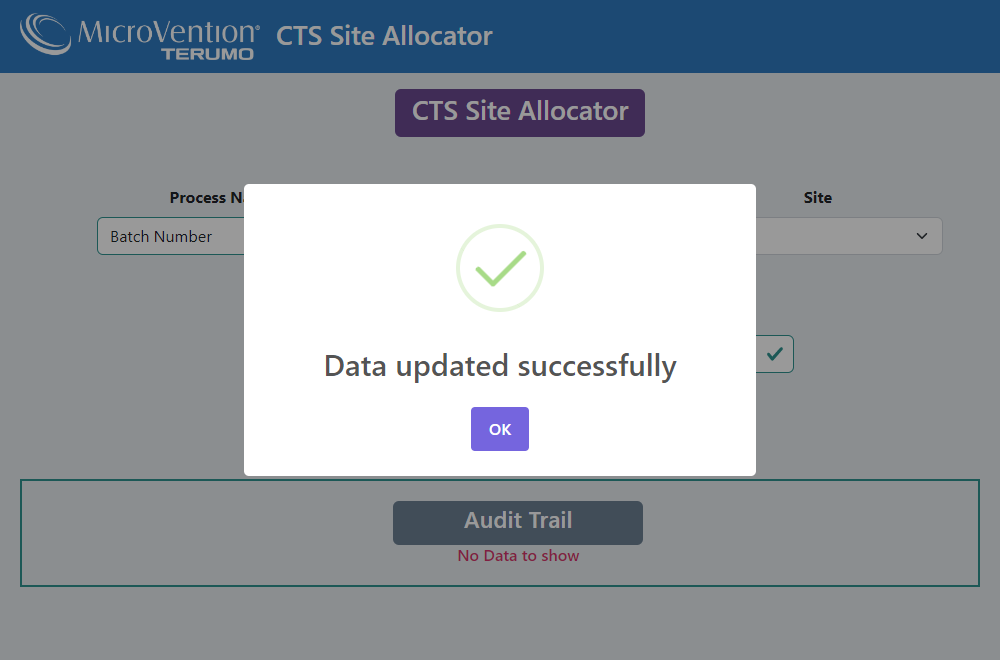 MicroVention®
TERUMO
CTS Site Allocator
CTS Site Allocator
Process Na
Site
Batch Number
Data updated successfully
OK
Audit Trail
No Data to show